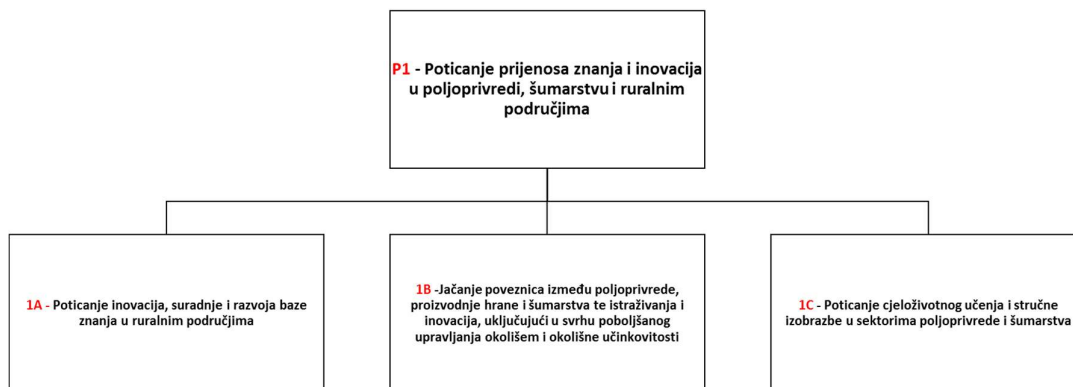 P1 - Poticanje prijenosa znanja i inovacija
u poljoprivredi, šumarstvu i ruralnim
područjima
1A - Poticanje inovacija, suradnje i razvoja baze
znanja u ruralnim područjima
1B -Jačanje poveznica između poljoprivrede,
proizvodnje hrane i šumarstva te istraživanja i
inovacija, uključujući u svrhu poboljšanog
upravljanja okolišem i okolišne učinkovitosti
1C - Poticanje cjeloživotnog učenja i stručne
izobrazbe u sektorima poljoprivrede i šumarstva